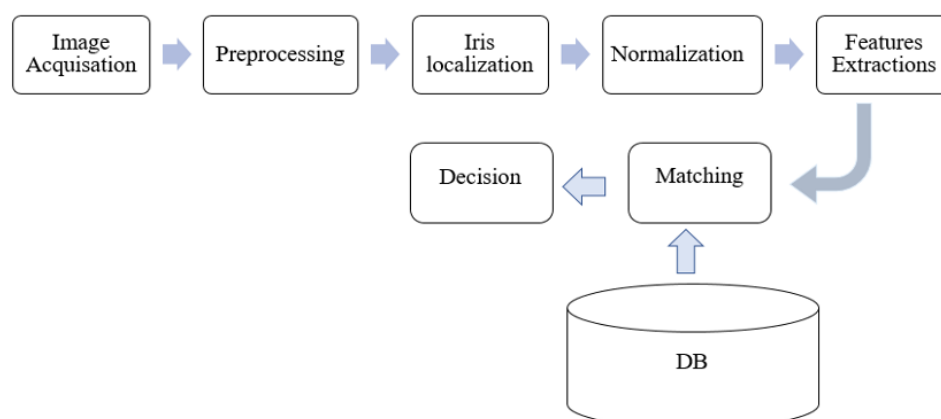 Image
Acquisation
Preprocessing
Iris
localization
Normalization
Features
Extractions
Decision
Matching
DB